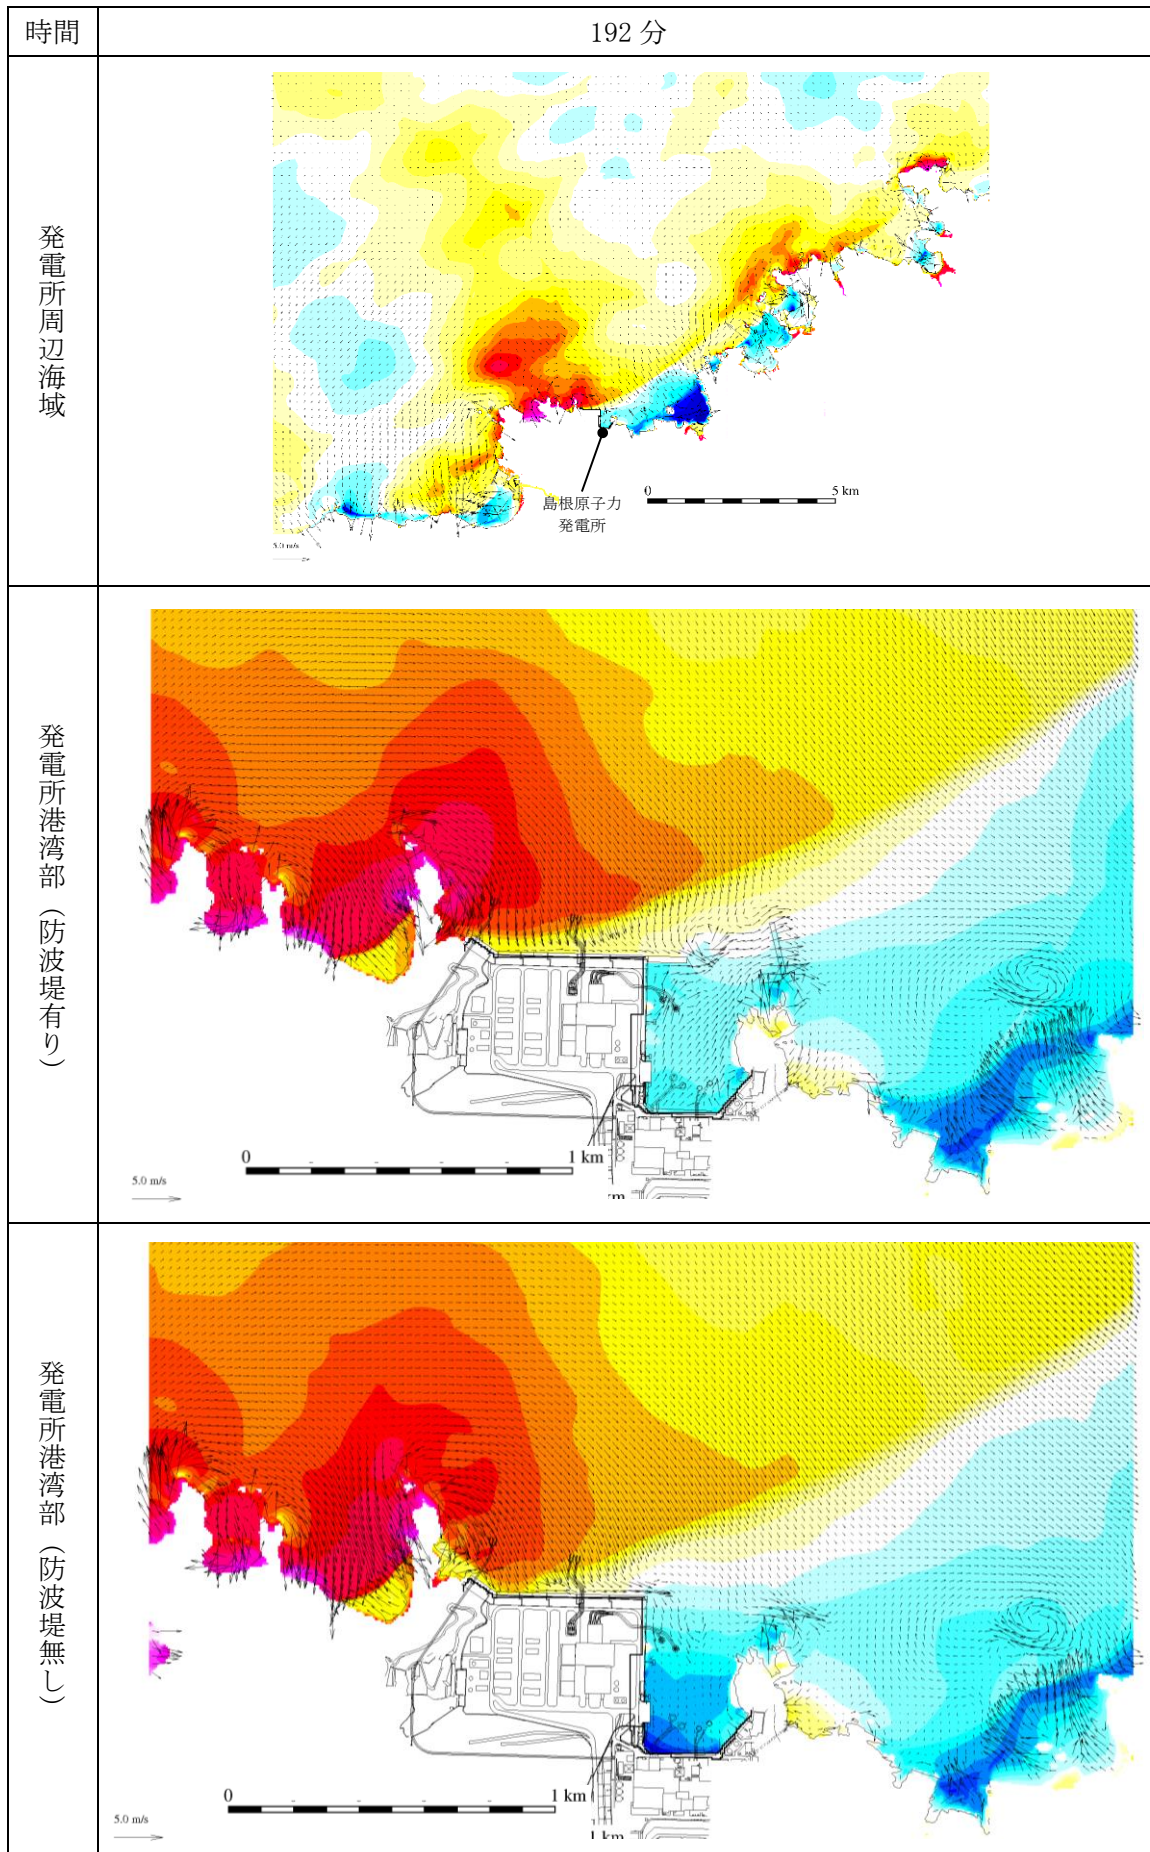 時間
192 分
発電所周辺海域
島根原子力
発電所
0 5 km
5.0 m/s
発電所港湾部（防波堤有り）
0 1 km
5.0 m/s
発電所港湾部（防波堤無し）
0 1 km
5.0 m/s
1 km